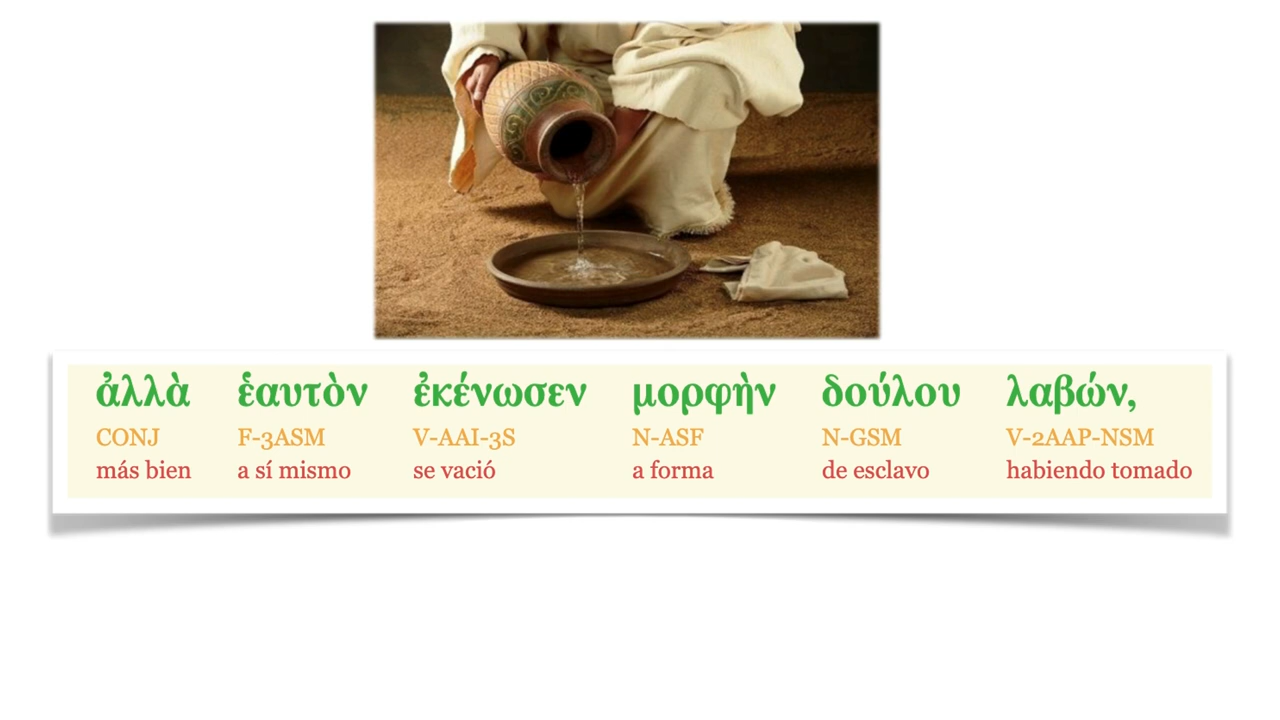 ἀλλὰ ἑαυτὸν ἐκένωσεν μορφὴν δούλου λαβών,
CONJ F-3ASM V-AAI-3S N-ASF N-GSM V-2AAP-NSM
más bien a sí mismo se vació a forma de esclavo habiendo tomado